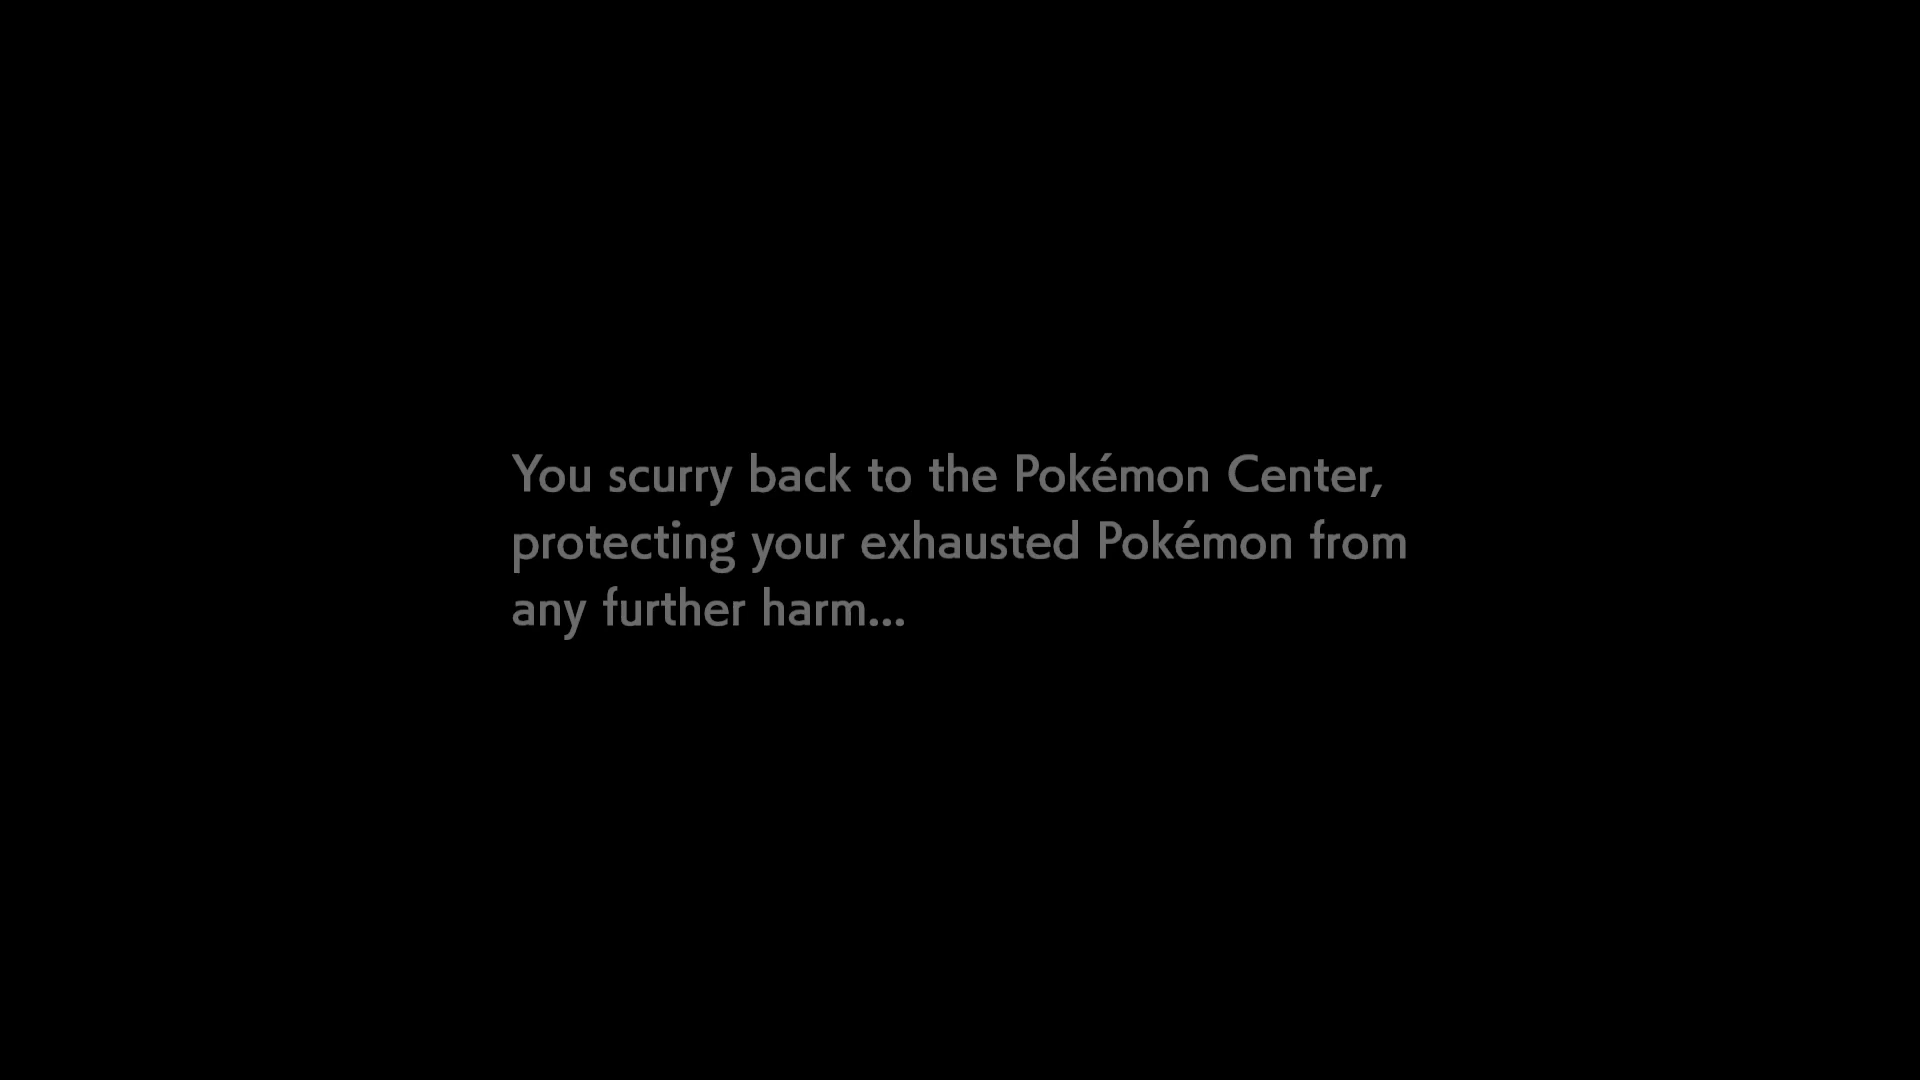 You scurry back to the Pokémon Center,
protecting your exhausted Pokémon from
any further harm...